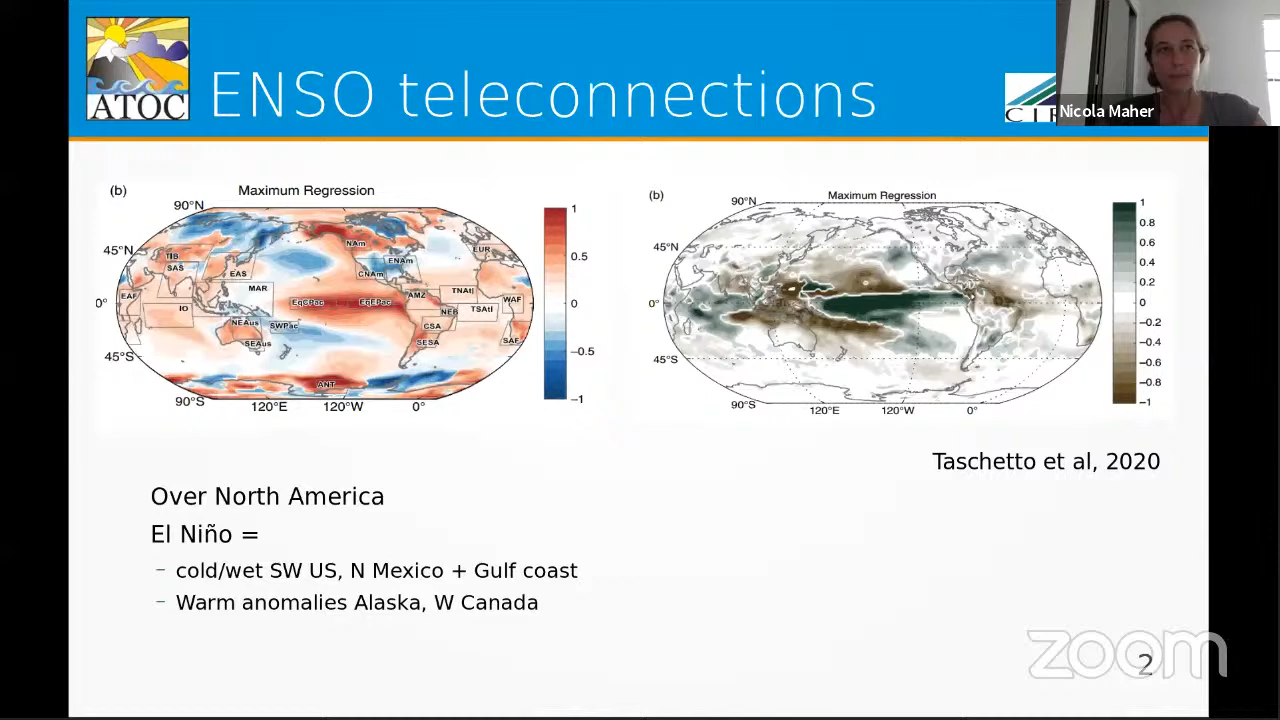 ATOC
ENSO teleconnections
Nicola Maher
(b)
Maximum Regression
90°N
45°N
0°
45°S
90°S
120°E
120°W
0°
TIB
SAS
EAS
MAR
EAF
IO
NEAus
SEAus
SWPac
EqCPac
EqEPac
NAm
ENAm
CNAm
AMZ
TNAtl
NEB
TSAtl
CSA
SESA
EUR
WAF
SAF
ANT
1
0.5
0
−0.5
−1
(b)
Maximum Regression
90°N
45°N
0°
45°S
90°S
120°E
120°W
0°
1
0.8
0.6
0.4
0.2
0
−0.2
−0.4
−0.6
−0.8
−1
Taschetto et al, 2020
Over North America
El Niño =
– cold/wet SW US, N Mexico + Gulf coast
– Warm anomalies Alaska, W Canada
zoom
2